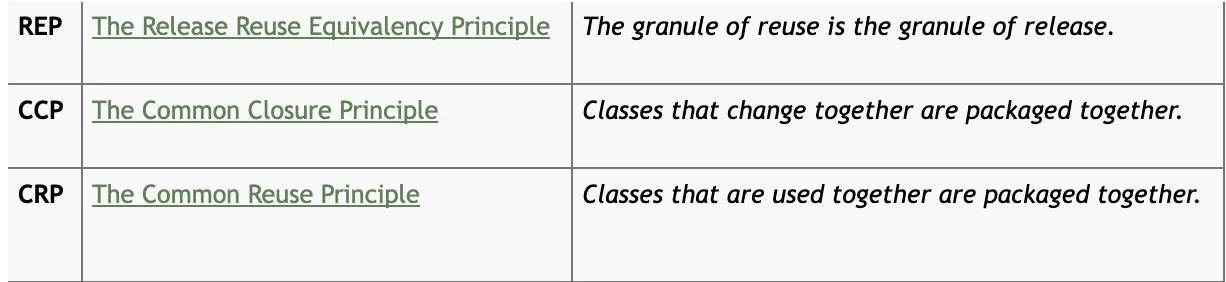 REP The Release Reuse Equivalency Principle The granule of reuse is the granule of release.
CCP The Common Closure Principle Classes that change together are packaged together.
CRP The Common Reuse Principle Classes that are used together are packaged together.